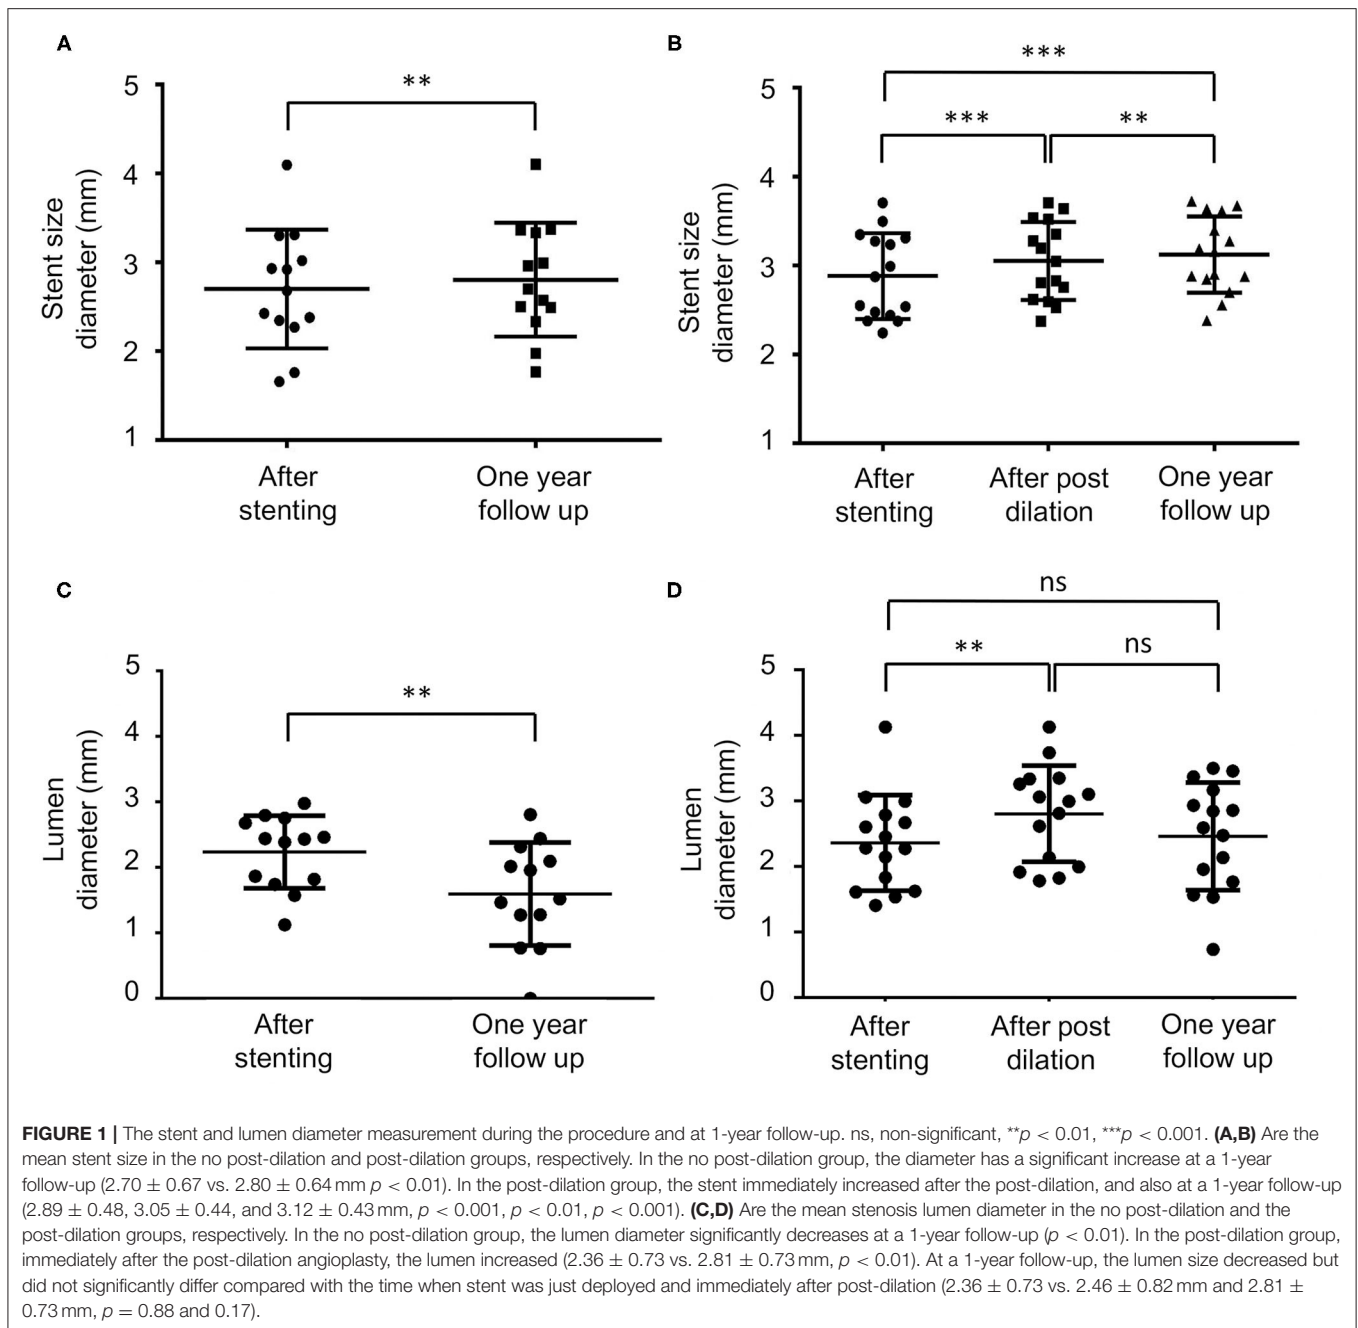 A
**
5
4
3
2
1
Stent size
diameter (mm)
After
stenting
One year
follow up
B
***
***
**
5
4
3
2
1
Stent size
diameter (mm)
After
stenting
After post
dilation
One year
follow up
C
**
5
4
3
2
1
0
Lumen
diameter (mm)
After
stenting
One year
follow up
D
ns
**
ns
5
4
3
2
1
0
Lumen
diameter (mm)
After
stenting
After post
dilation
One year
follow up
FIGURE 1 | The stent and lumen diameter measurement during the procedure and at 1-year follow-up. ns, non-significant, **p < 0.01, ***p < 0.001. (A,B) Are the
mean stent size in the no post-dilation and post-dilation groups, respectively. In the no post-dilation group, the diameter has a significant increase at a 1-year
follow-up (2.70 ± 0.67 vs. 2.80 ± 0.64 mm p < 0.01). In the post-dilation group, the stent immediately increased after the post-dilation, and also at a 1-year follow-up
(2.89 ± 0.48, 3.05 ± 0.44, and 3.12 ± 0.43 mm, p < 0.001, p < 0.01, p < 0.001). (C,D) Are the mean stenosis lumen diameter in the no post-dilation and the
post-dilation groups, respectively. In the no post-dilation group, the lumen diameter significantly decreases at a 1-year follow-up (p < 0.01). In the post-dilation group,
immediately after the post-dilation angioplasty, the lumen increased (2.36 ± 0.73 vs. 2.81 ± 0.73 mm, p < 0.01). At a 1-year follow-up, the lumen size decreased but
did not significantly differ compared with the time when stent was just deployed and immediately after post-dilation (2.36 ± 0.73 vs. 2.46 ± 0.82 mm and 2.81 ±
0.73 mm, p = 0.88 and 0.17).